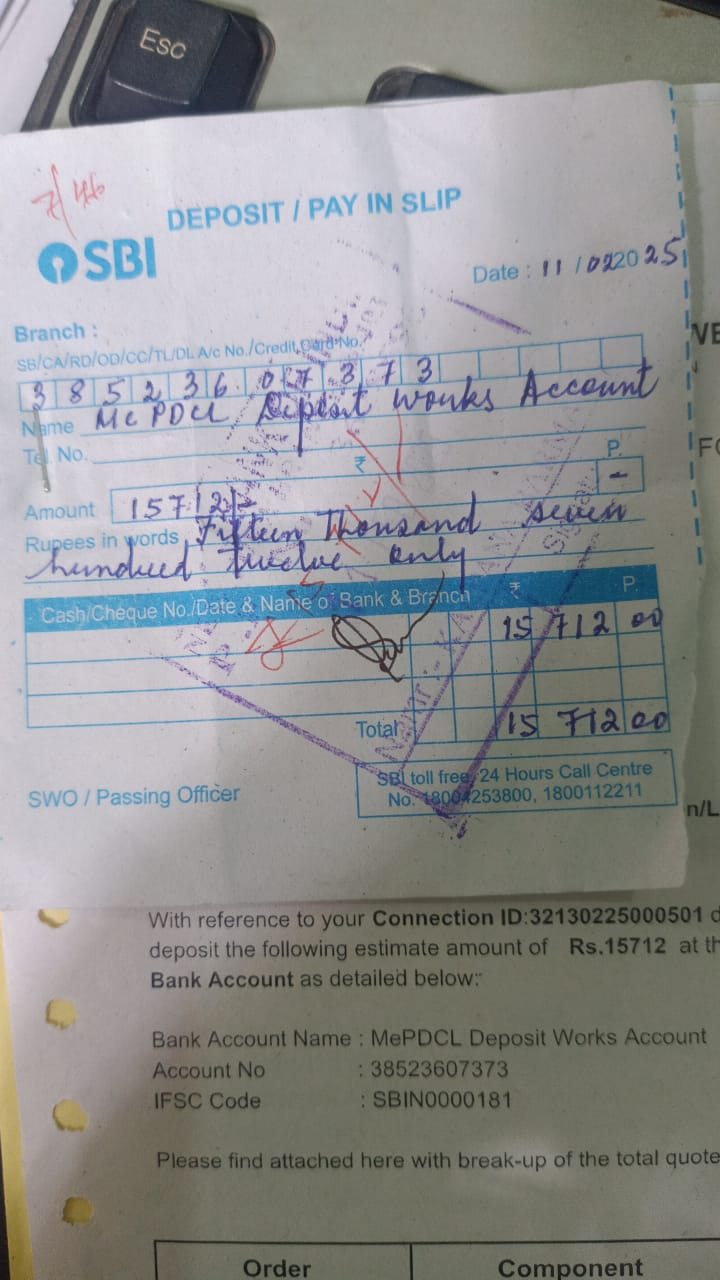 Esc
DEPOSIT / PAY IN SLIP
SBI
Date : 11 / 02 2025
Branch :
SB/CA/RD/OD/CC/TL/DL A/c No./Credit Card No.
3 8 5 2 3 6 0 7 3 7 3
Name MePDCL Deposit Works Account
Tel. No.
₹ P.
Amount 15712/- -
Rupees in words Fifteen Thousand seven
hundred twelve only
Cash/Cheque No./Date & Name of Bank & Branch ₹ P.
15 712 00
Total 15 712 00
SWO / Passing Officer
SBI toll free, 24 Hours Call Centre
No. 18004253800, 1800112211
n/L
With reference to your Connection ID:32130225000501 d
deposit the following estimate amount of Rs.15712 at th
Bank Account as detailed below:
Bank Account Name : MePDCL Deposit Works Account
Account No : 38523607373
IFSC Code : SBIN0000181
Please find attached here with break-up of the total quote
Order Component